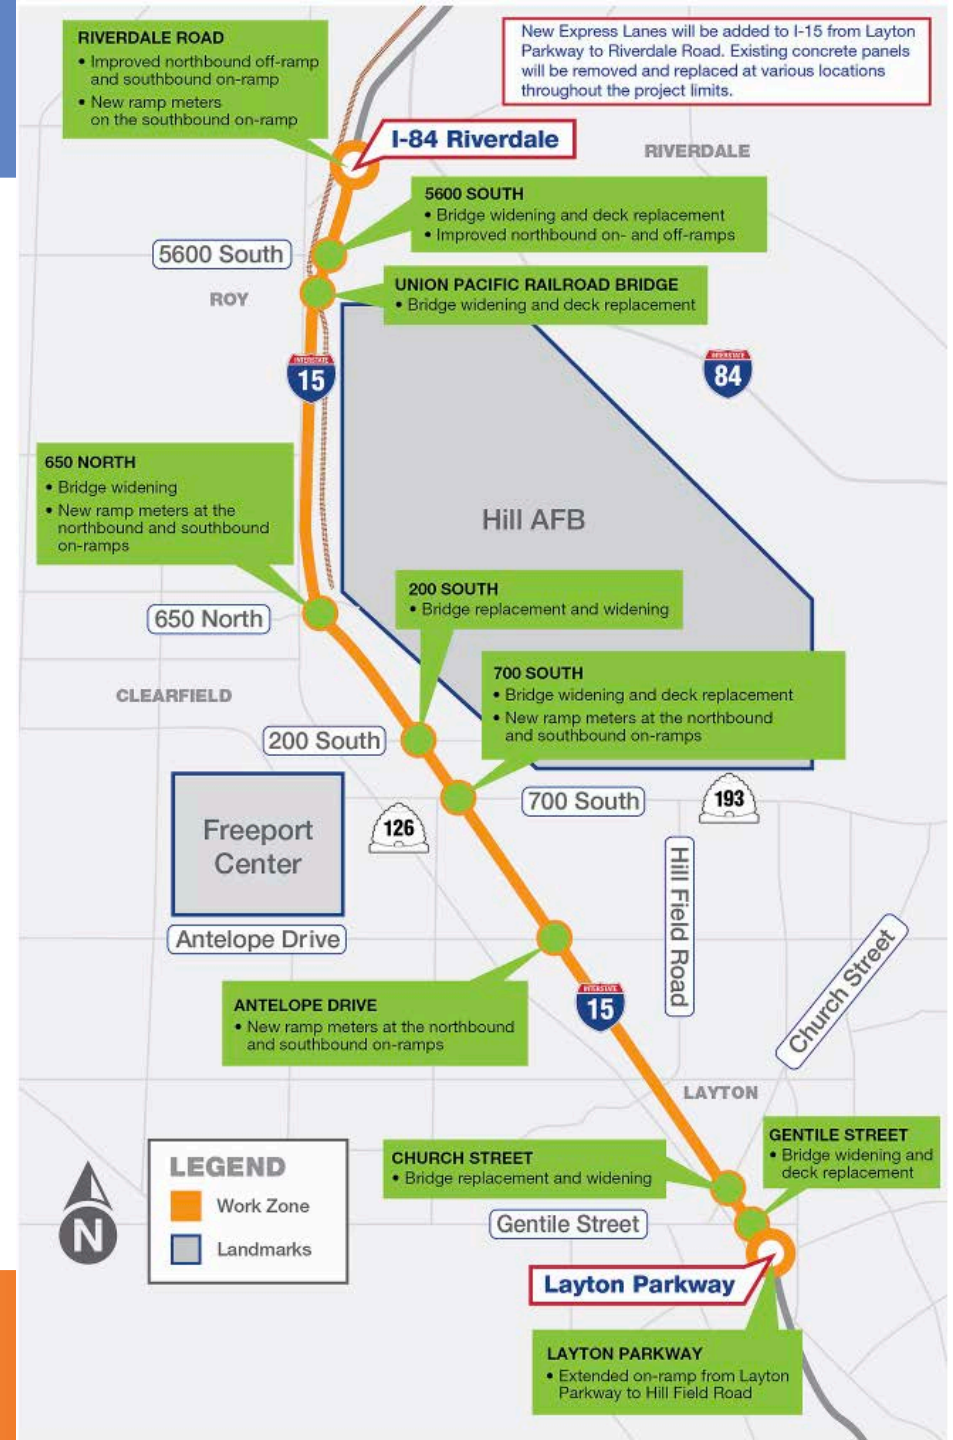 RIVERDALE ROAD
• Improved northbound off-ramp
and southbound on-ramp
• New ramp meters
on the southbound on-ramp
New Express Lanes will be added to I-15 from Layton
Parkway to Riverdale Road. Existing concrete panels
will be removed and replaced at various locations
throughout the project limits.
I-84 Riverdale
RIVERDALE
5600 SOUTH
• Bridge widening and deck replacement
• Improved northbound on- and off-ramps
5600 South
ROY
UNION PACIFIC RAILROAD BRIDGE
• Bridge widening and deck replacement
INTERSTATE
15
INTERSTATE
84
650 NORTH
• Bridge widening
• New ramp meters at the
northbound and southbound
on-ramps
Hill AFB
200 SOUTH
• Bridge replacement and widening
650 North
700 SOUTH
• Bridge widening and deck replacement
• New ramp meters at the northbound
and southbound on-ramps
CLEARFIELD
200 South
700 South
193
126
Freeport
Center
Hill Field Road
Antelope Drive
Church Street
ANTELOPE DRIVE
• New ramp meters at the northbound
and southbound on-ramps
INTERSTATE
15
LAYTON
GENTILE STREET
• Bridge widening and
deck replacement
CHURCH STREET
• Bridge replacement and widening
Gentile Street
LEGEND
Work Zone
Landmarks
N
Layton Parkway
LAYTON PARKWAY
• Extended on-ramp from Layton
Parkway to Hill Field Road